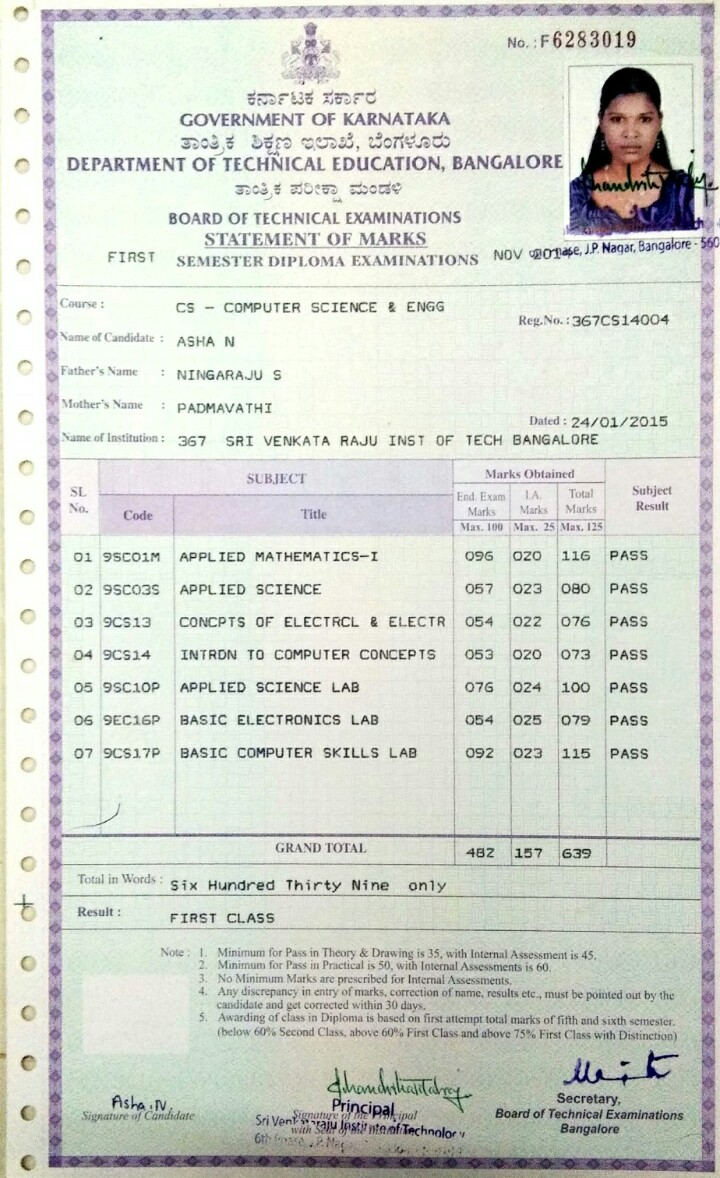 No. : F6283019
ಕರ್ನಾಟಕ ಸರ್ಕಾರ
GOVERNMENT OF KARNATAKA
ತಾಂತ್ರಿಕ ಶಿಕ್ಷಣ ಇಲಾಖೆ, ಬೆಂಗಳೂರು
DEPARTMENT OF TECHNICAL EDUCATION, BANGALORE
ತಾಂತ್ರಿಕ ಪರೀಕ್ಷಾ ಮಂಡಳಿ
BOARD OF TECHNICAL EXAMINATIONS
STATEMENT OF MARKS
FIRST SEMESTER DIPLOMA EXAMINATIONS NOV
J.P. Nagar, Bangalore - 560
Course : CS - COMPUTER SCIENCE & ENGG
Reg.No. : 367CS14004
Name of Candidate : ASHA N
Father's Name : NINGARAJU S
Mother's Name : PADMAVATHI
Dated : 24/01/2015
Name of Institution : 367 SRI VENKATA RAJU INST OF TECH BANGALORE
SL No. SUBJECT Marks Obtained Subject Result
Code Title End. Exam Marks I.A. Marks Total Marks
Max. 100 Max. 25 Max. 125
01 9SC01M APPLIED MATHEMATICS-I 096 020 116 PASS
02 9SC03S APPLIED SCIENCE 057 023 080 PASS
03 9CS13 CONCPTS OF ELECTRCL & ELECTR 054 022 076 PASS
04 9CS14 INTRDN TO COMPUTER CONCEPTS 053 020 073 PASS
05 9SC10P APPLIED SCIENCE LAB 076 024 100 PASS
06 9EC16P BASIC ELECTRONICS LAB 054 025 079 PASS
07 9CS17P BASIC COMPUTER SKILLS LAB 092 023 115 PASS
GRAND TOTAL 482 157 639
Total in Words : Six Hundred Thirty Nine only
Result : FIRST CLASS
Note : 1. Minimum for Pass in Theory & Drawing is 35, with Internal Assessment is 45.
2. Minimum for Pass in Practical is 50, with Internal Assessments is 60.
3. No Minimum Marks are prescribed for Internal Assessments.
4. Any discrepancy in entry of marks, correction of name, results etc., must be pointed out by the
candidate and get corrected within 30 days.
5. Awarding of class in Diploma is based on first attempt total marks of fifth and sixth semester.
(below 60% Second Class, above 60% First Class and above 75% First Class with Distinction)
Asha.N.
Signature of Candidate
Principal
Signature of the Principal
with Seal of the Institution
Sri Venkataraju Institute of Technology
Secretary,
Board of Technical Examinations
Bangalore